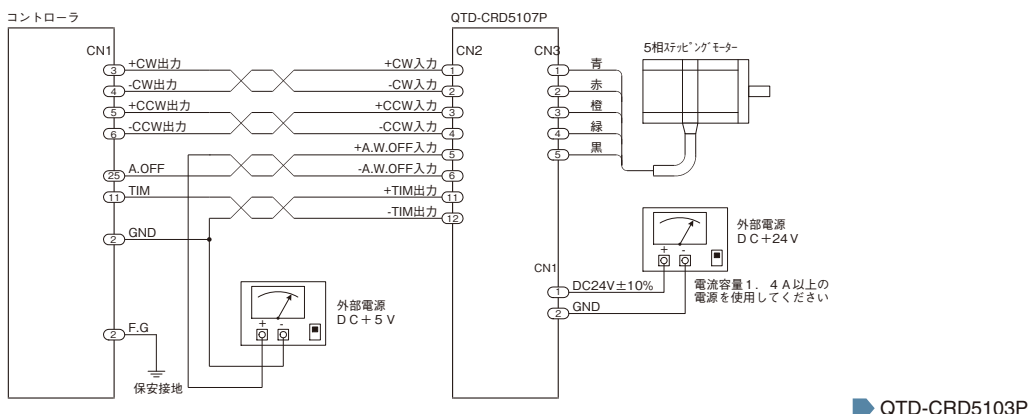 コントローラ
QTD-CRD5107P
CN1
CN2
CN3
5相ステッピングモーター
3 +CW出力
+CW入力 1
1 青
4 -CW出力
-CW入力 2
2 赤
5 +CCW出力
+CCW入力 3
3 橙
6 -CCW出力
-CCW入力 4
4 緑
+A.W.OFF入力 5
5 黒
25 A.OFF
-A.W.OFF入力 6
11 TIM
+TIM出力 11
-TIM出力 12
2 GND
外部電源
DC+24V
+ -
CN1
1 DC24V±10%
電流容量1.4A以上の
電源を使用してください
2 GND
外部電源
DC+5V
+ -
2 F.G
保安接地
QTD-CRD5103P